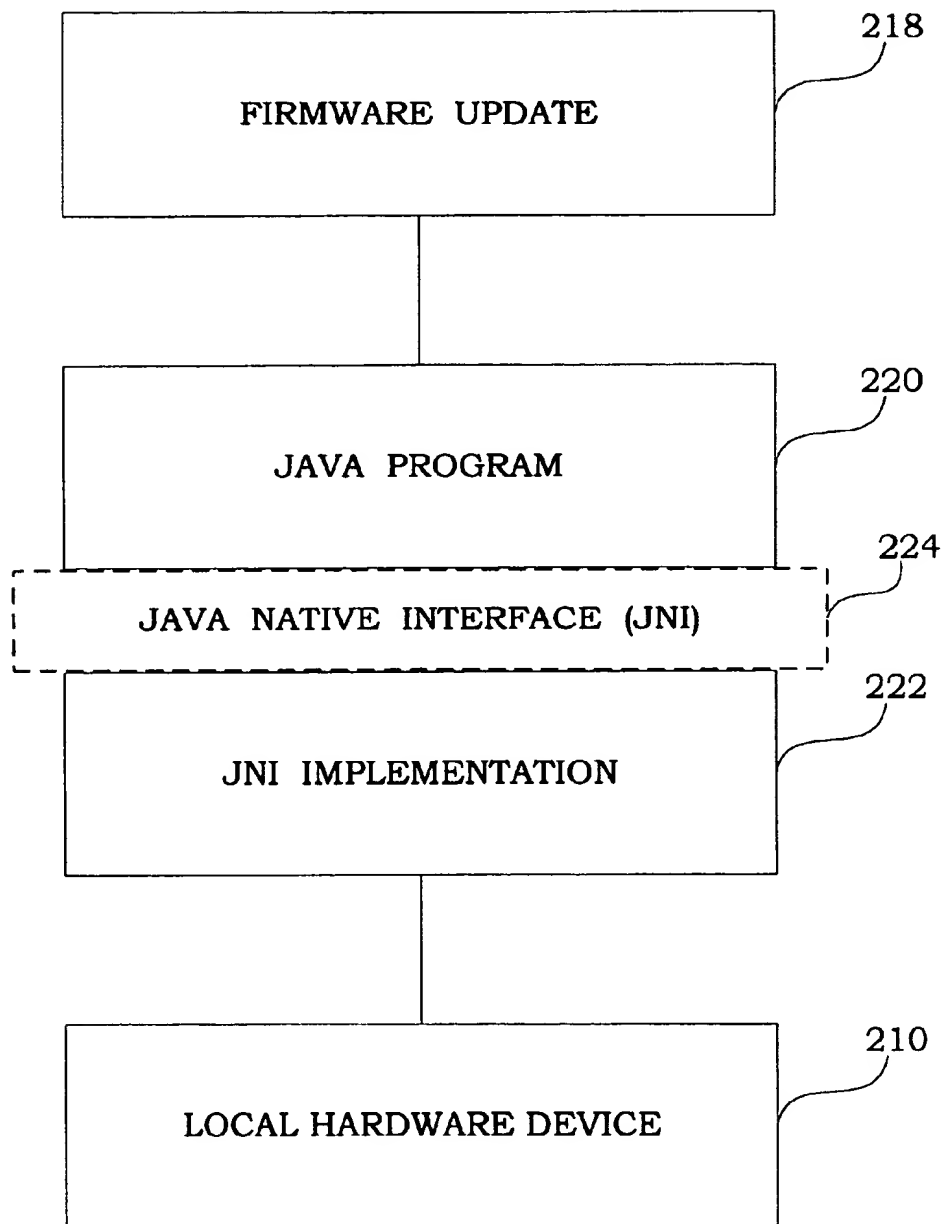 218
FIRMWARE UPDATE
220
JAVA PROGRAM
224
JAVA NATIVE INTERFACE (JNI)
222
JNI IMPLEMENTATION
210
LOCAL HARDWARE DEVICE